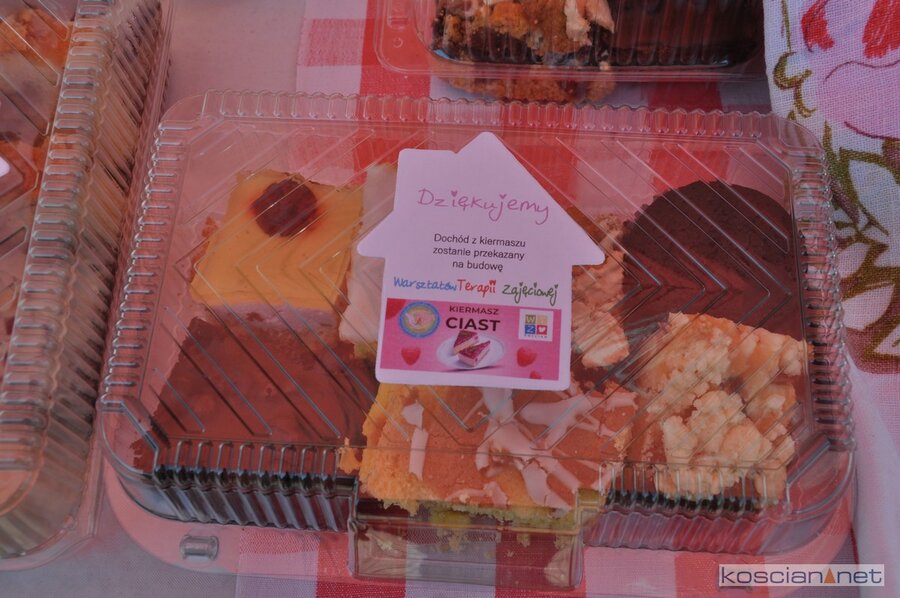 Dziękujemy
Dochód z kiermaszu
zostanie przekazany
na budowę
Warsztatów Terapii Zajęciowej
KIERMASZ
CIAST
koscian.net